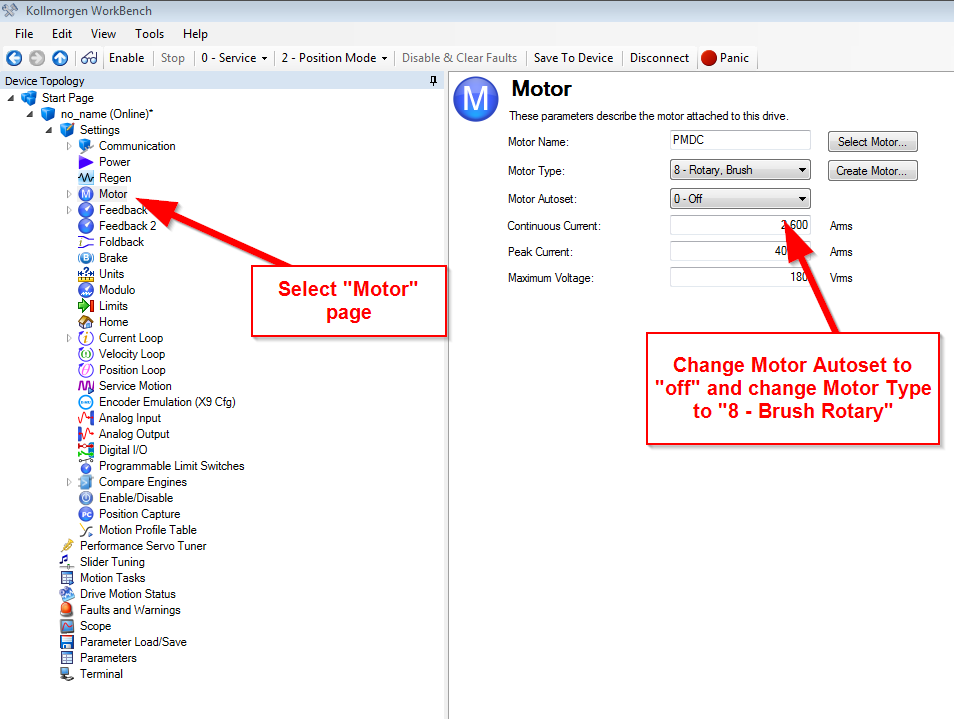 Kollmorgen WorkBench
File Edit View Tools Help
Enable Stop 0 - Service 2 - Position Mode Disable & Clear Faults Save To Device Disconnect Panic
Device Topology
Start Page
no_name (Online)*
Settings
Communication
Power
Regen
Motor
Feedback
Feedback 2
Foldback
Brake
Units
Modulo
Limits
Home
Current Loop
Velocity Loop
Position Loop
Service Motion
Encoder Emulation (X9 Cfg)
Analog Input
Analog Output
Digital I/O
Programmable Limit Switches
Compare Engines
Enable/Disable
Position Capture
Motion Profile Table
Performance Servo Tuner
Slider Tuning
Motion Tasks
Drive Motion Status
Faults and Warnings
Scope
Parameter Load/Save
Parameters
Terminal
Select "Motor"
page
M
Motor
These parameters describe the motor attached to this drive.
Motor Name: PMDC Select Motor...
Motor Type: 8 - Rotary, Brush Create Motor...
Motor Autoset: 0 - Off
Continuous Current: Arms
Peak Current: Arms
Maximum Voltage: 180 Vrms
Change Motor Autoset to
"off" and change Motor Type
to "8 - Brush Rotary"